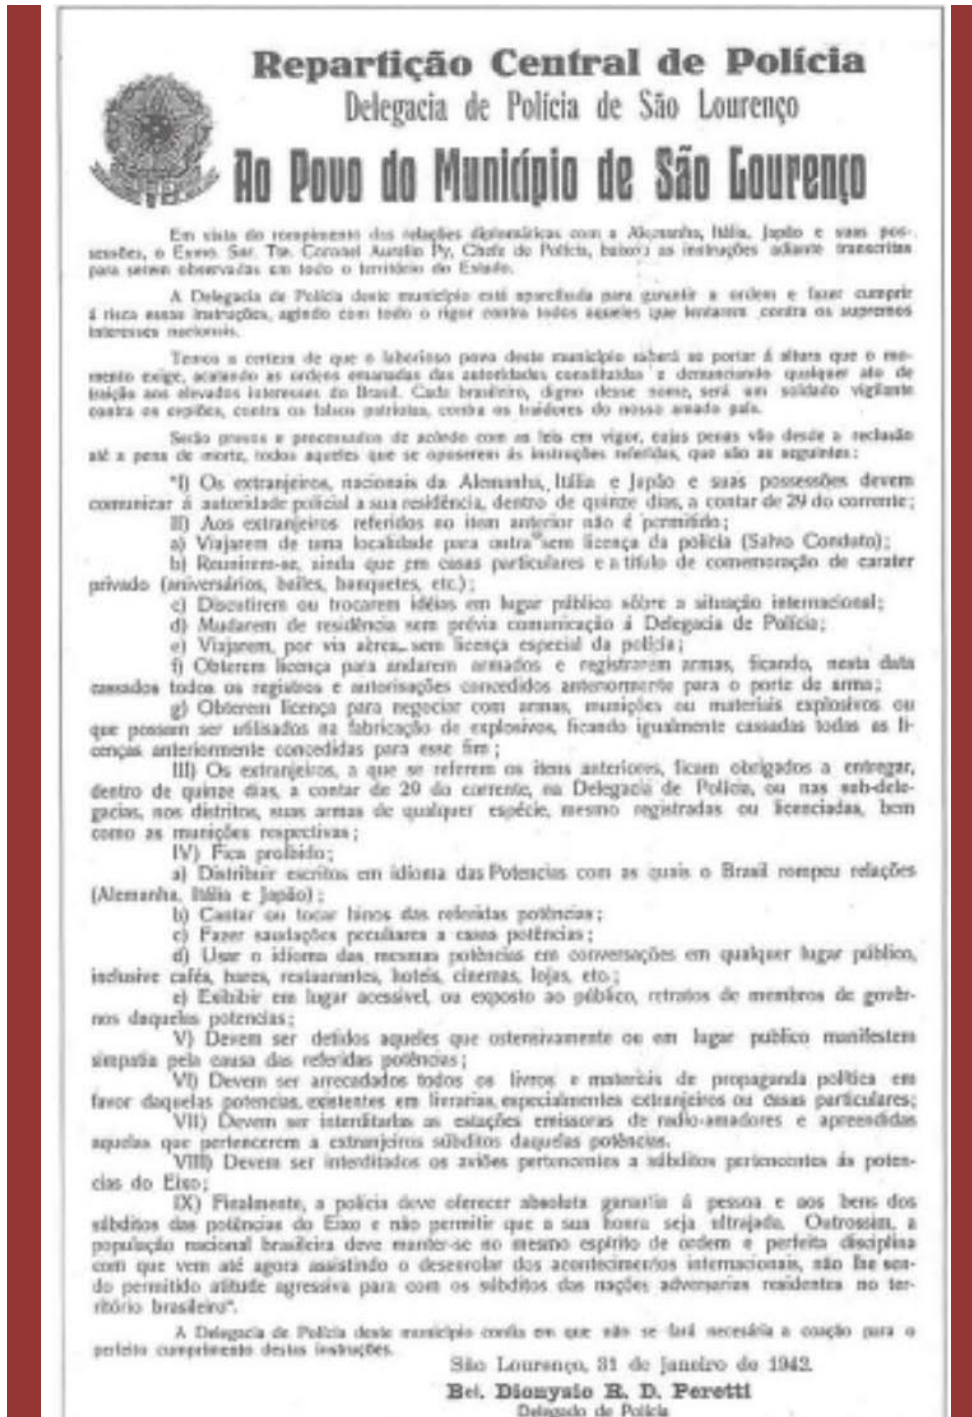 Repartição Central de Polícia
Delegacia de Polícia de São Lourenço
Ao Povo do Município de São Lourenço
Em vista do rompimento das relações diplomáticas com a Alemanha, Itália, Japão e suas pos-
sessões, o Exmo. Snr. Tte. Coronel Aurelio Py, Chefe de Polícia, baixou as instruções adiante transcritas
para serem observadas em todo o território do Estado.
A Delegacia de Polícia deste município está aparelhada para garantir a ordem e fazer cumprir
á risca essas instruções, agindo com todo o rigor contra todos aqueles que tentarem contra os supremos
interesses nacionais.
Temos a certeza de que o laborioso povo deste município saberá se portar á altura que o mo-
mento exige, acatando as ordens emanadas das autoridades constituidas e denunciando qualquer ato de
traição aos elevados interesses do Brasil. Cada brasileiro, digno desse nome, será um soldado vigilante
contra os espiões, contra os falsos patriotas, contra os traidores do nosso amado país.
Serão presos e processados de acôrdo com as leis em vigor, cujas penas vão desde a reclusão
até a pena de morte, todos aqueles que se oposerem ás instruções referidas, que são as seguintes:
"I) Os extranjeiros, nacionais da Alemanha, Itália e Japão e suas possessões devem
comunicar á autoridade policial a sua residência, dentro de quinze dias, a contar de 29 do corrente;
II) Aos extranjeiros referidos no item anterior não é permitido;
a) Viajarem de uma localidade para outra sem licença da polícia (Salvo Conduto);
b) Reunirem-se, ainda que em casas particulares e a título de comemoração de carater
privado (aniversários, bailes, banquetes, etc.);
c) Discutirem ou trocarem idéias em lugar público sôbre a situação internacional;
d) Mudarem de residência sem prévia comunicação á Delegacia de Polícia;
e) Viajarem, por via aérea, sem licença especial da polícia;
f) Obterem licença para andarem armados e registrarem armas, ficando, nesta data
cassados todos os registros e autorisações concedidos anteriormente para o porte de arma;
g) Obterem licença para negociar com armas, munições ou materiais explosivos ou
que possam ser utilisados na fabricação de explosivos, ficando igualmente cassadas todas as li-
cenças anteriormente concedidas para esse fim;
III) Os extranjeiros, a que se referem os itens anteriores, ficam obrigados a entregar,
dentro de quinze dias, a contar de 29 do corrente, na Delegacia de Polícia, ou nas sub-dele-
gacias, nos distritos, suas armas de qualquer espécie, mesmo registradas ou licenciadas, bem
como as munições respectivas;
IV) Fica proibido;
a) Distribuir escritos em idioma das Potencias com as quais o Brasil rompeu relações
(Alemanha, Itália e Japão);
b) Cantar ou tocar hinos das referidas potências;
c) Fazer saudações peculiares a essas potências;
d) Usar o idioma das mesmas potências em conversações em qualquer lugar público,
inclusive cafés, bares, restaurantes, hoteis, cinemas, lojas, etc.;
e) Exibibir em lugar acessível, ou exposto ao público, retratos de membros de govêr-
nos daquelas potencias;
V) Devem ser detidos aqueles que ostensivamente ou em lugar publico manifestem
simpatia pela causa das referidas potências;
VI) Devem ser arrecadados todos os livros e materiais de propaganda política em
favor daquelas potencias, existentes em livrarias, especialmentes extranjeiros ou casas particulares;
VII) Devem ser interditadas as estações emissoras de radio-amadores e apreendidas
aquelas que pertencerem a extranjeiros súbditos daquelas potências.
VIII) Devem ser interditados os aviões pertencentes a súbditos pertencentes ás poten-
cias do Eixo;
IX) Finalmente, a polícia deve oferecer absoluta garantia á pessoa e aos bens dos
súbditos das potências do Eixo e não permitir que a sua honra seja ultrajada. Outrossim, a
população nacional brasileira deve manter-se no mesmo espírito de ordem e perfeita disciplina
com que vem até agora assistindo o desenrolar dos acontecimentos internacionais, não lhe sen-
do permitido atitude agressiva para com os súbditos das nações adversarias residentes no ter-
ritório brasileiro".
A Delegacia de Polícia deste município confia em que não se fará necesária a coação para o
perfeito cumprimento destas instruções.
São Lourenço, 31 de janeiro de 1942.
Bel. Dionysio R. D. Peretti
Delegado de Polícia